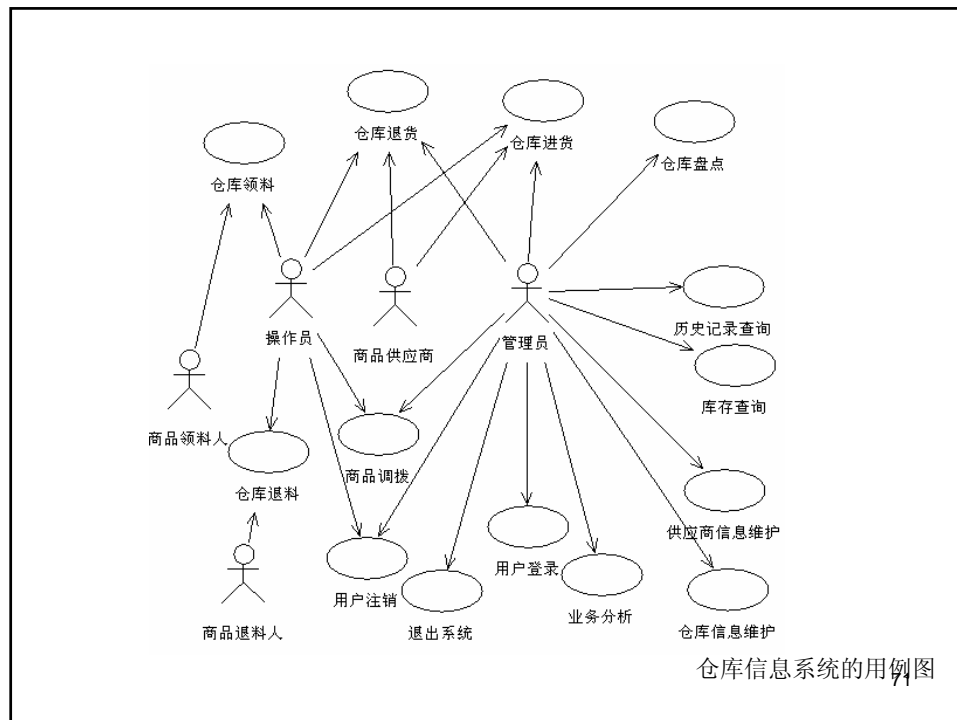 仓库退货
仓库进货
仓库盘点
仓库领料
历史记录查询
操作员
商品供应商
管理员
库存查询
商品领料人
商品调拨
仓库退料
供应商信息维护
用户登录
用户注销
业务分析
商品退料人
退出系统
仓库信息维护
仓库信息系统的用例图
71